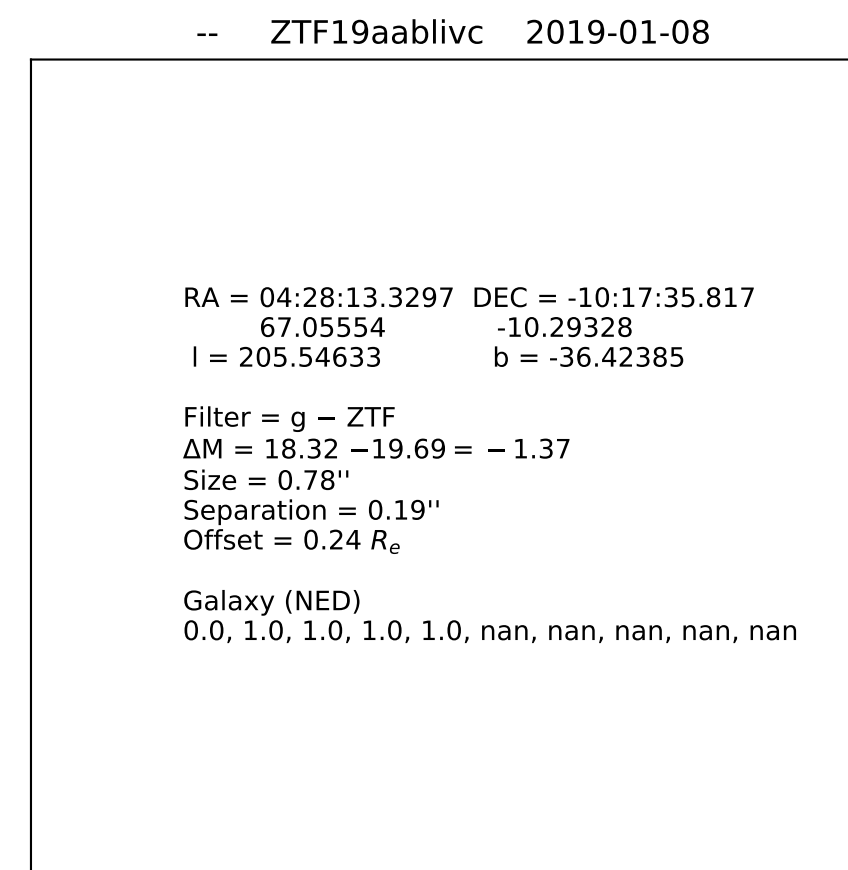 -- ZTF19aablivc 2019-01-08
RA = 04:28:13.3297 DEC = -10:17:35.817
67.05554 -10.29328
l = 205.54633 b = -36.42385
Filter = g − ZTF
ΔM = 18.32 −19.69 = − 1.37
Size = 0.78''
Separation = 0.19''
Offset = 0.24 Re
Galaxy (NED)
0.0, 1.0, 1.0, 1.0, 1.0, nan, nan, nan, nan, nan